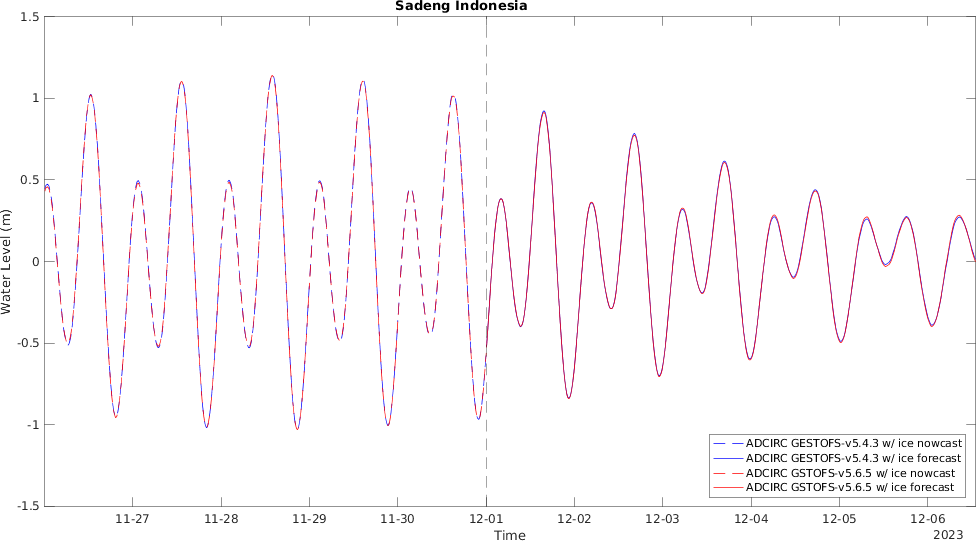 Sadeng Indonesia
1.5
1
0.5
0
-0.5
-1
-1.5
Water Level (m)
ADCIRC GESTOFS-v5.4.3 w/ ice nowcast
ADCIRC GESTOFS-v5.4.3 w/ ice forecast
ADCIRC GSTOFS-v5.6.5 w/ ice nowcast
ADCIRC GSTOFS-v5.6.5 w/ ice forecast
11-27 11-28 11-29 11-30 12-01 12-02 12-03 12-04 12-05 12-06
Time
2023